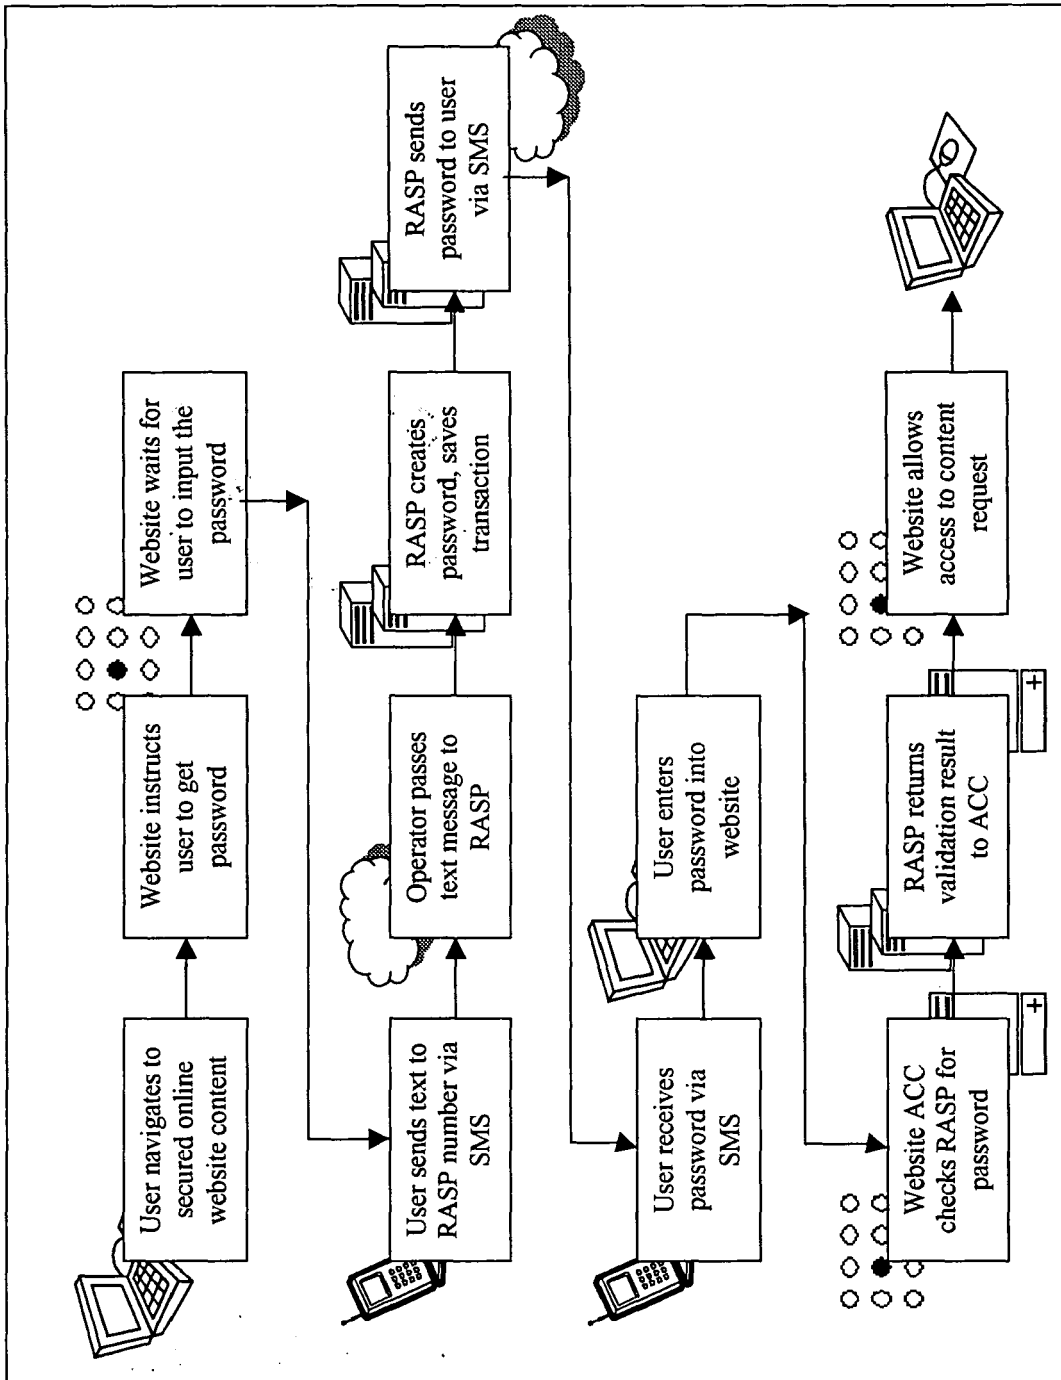 User navigates to
secured online
website content
Website instructs
user to get
password
Website waits for
user to input the
password
User sends text to
RASP number via
SMS
Operator passes
text message to
RASP
RASP creates
password, saves
transaction
RASP sends
password to user
via SMS
User receives
password via
SMS
User enters
password into
website
Website ACC
checks RASP for
password
RASP returns
validation result
to ACC
Website allows
access to content
request